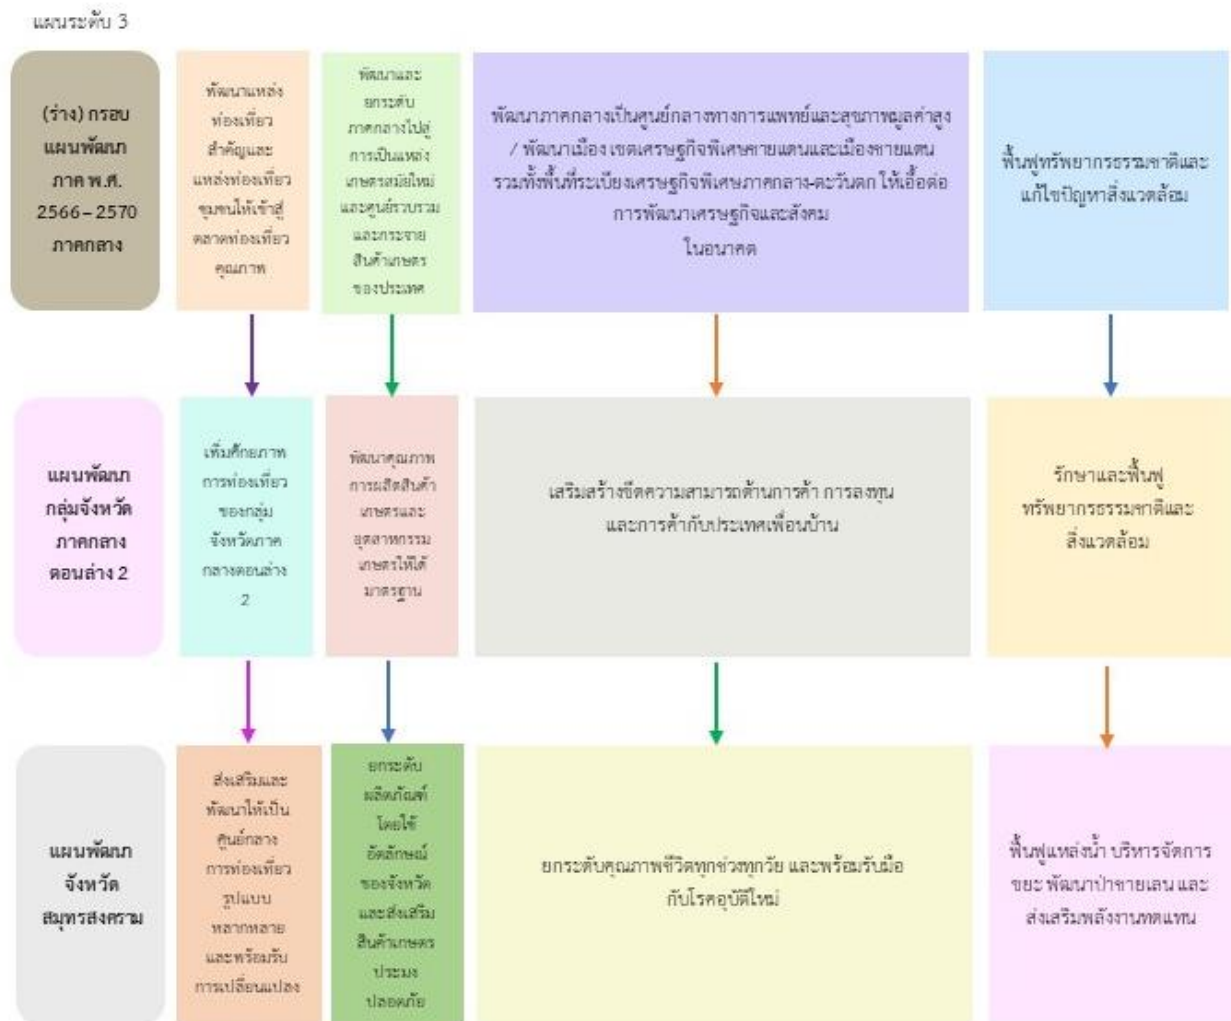 แผนระดับ 3
(ร่าง) กรอบ
แผนพัฒนา
ภาค พ.ศ.
2566 – 2570
ภาคกลาง
พัฒนาแหล่ง
ท่องเที่ยว
สำคัญและ
แหล่งท่องเที่ยว
ชุมชนให้เข้าสู่
ตลาดท่องเที่ยว
คุณภาพ
พัฒนาและ
ยกระดับ
ภาคกลางไปสู่
การเป็นแหล่ง
เกษตรสมัยใหม่
และศูนย์รวบรวม
และกระจาย
สินค้าเกษตร
ของประเทศ
พัฒนาภาคกลางเป็นศูนย์กลางทางการแพทย์และสุขภาพมูลค่าสูง
/ พัฒนาเมือง เขตเศรษฐกิจพิเศษชายแดนและเมืองชายแดน
รวมทั้งพื้นที่ระเบียงเศรษฐกิจพิเศษภาคกลาง-ตะวันตก ให้เอื้อต่อ
การพัฒนาเศรษฐกิจและสังคม
ในอนาคต
ฟื้นฟูทรัพยากรธรรมชาติและ
แก้ไขปัญหาสิ่งแวดล้อม
แผนพัฒนา
กลุ่มจังหวัด
ภาคกลาง
ตอนล่าง 2
เพิ่มศักยภาพ
การท่องเที่ยว
ของกลุ่ม
จังหวัดภาค
กลางตอนล่าง
2
พัฒนาคุณภาพ
การผลิตสินค้า
เกษตรและ
อุตสาหกรรม
เกษตรให้ได้
มาตรฐาน
เสริมสร้างขีดความสามารถด้านการค้า การลงทุน
และการค้ากับประเทศเพื่อนบ้าน
รักษาและฟื้นฟู
ทรัพยากรธรรมชาติและ
สิ่งแวดล้อม
แผนพัฒนา
จังหวัด
สมุทรสงคราม
ส่งเสริมและ
พัฒนาให้เป็น
ศูนย์กลาง
การท่องเที่ยว
รูปแบบ
หลากหลาย
และพร้อมรับ
การเปลี่ยนแปลง
ยกระดับ
ผลิตภัณฑ์
โดยใช้
อัตลักษณ์
ของจังหวัด
และส่งเสริม
สินค้าเกษตร
ประมง
ปลอดภัย
ยกระดับคุณภาพชีวิตทุกช่วงทุกวัย และพร้อมรับมือ
กับโรคอุบัติใหม่
ฟื้นฟูแหล่งน้ำ บริหารจัดการ
ขยะ พัฒนาป่าชายเลน และ
ส่งเสริมพลังงานทดแทน